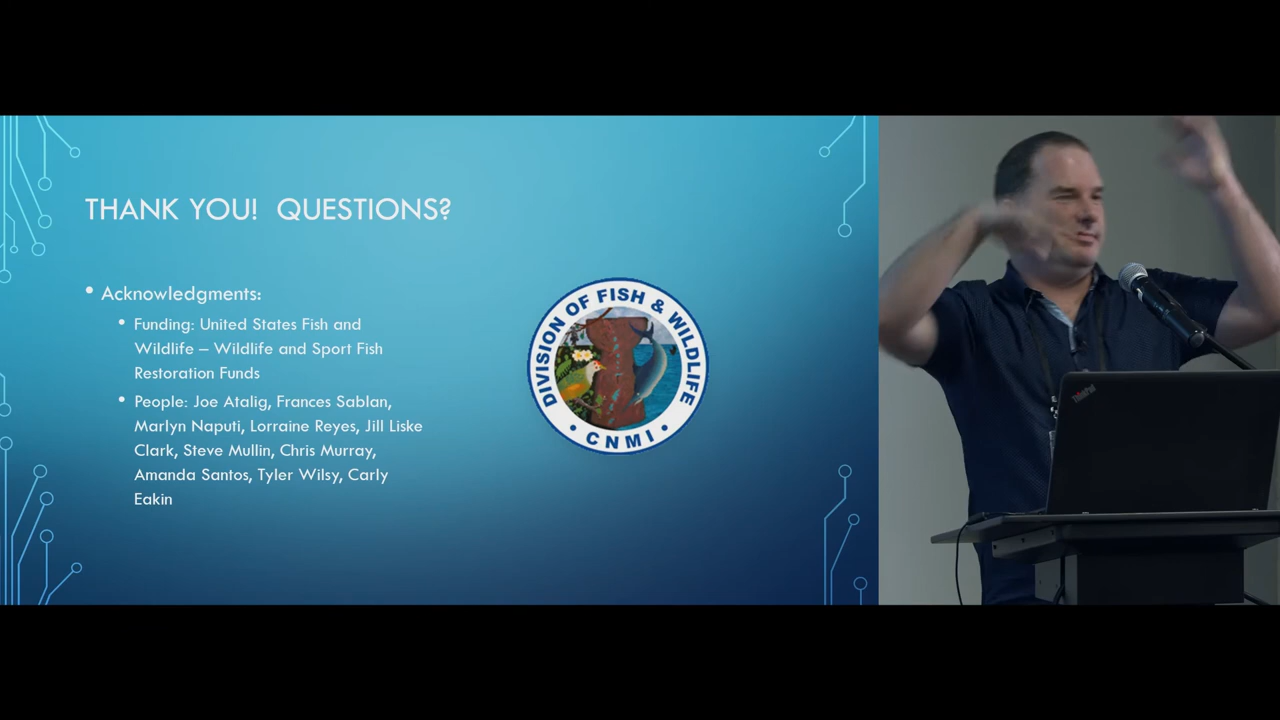 THANK YOU! QUESTIONS?
• Acknowledgments:
• Funding: United States Fish and
Wildlife – Wildlife and Sport Fish
Restoration Funds
• People: Joe Atalig, Frances Sablan,
Marlyn Naputi, Lorraine Reyes, Jill Liske
Clark, Steve Mullin, Chris Murray,
Amanda Santos, Tyler Wilsy, Carly
Eakin
DIVISION OF FISH & WILDLIFE
• CNMI •
ThinkPad